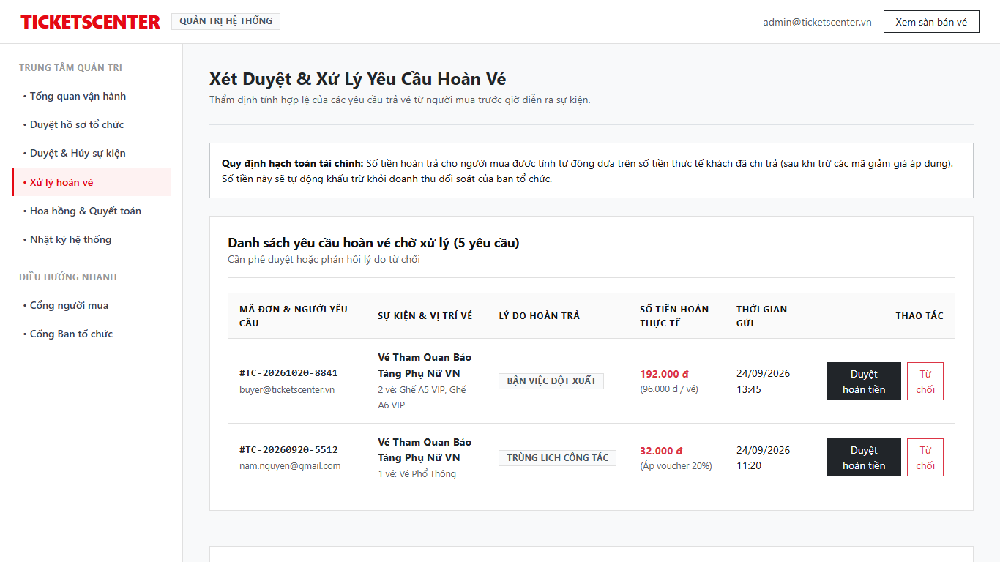 TICKETSCENTER
QUẢN TRỊ HỆ THỐNG
admin@ticketscenter.vn
Xem sàn bán vé
TRUNG TÂM QUẢN TRỊ
• Tổng quan vận hành
• Duyệt hồ sơ tổ chức
• Duyệt & Hủy sự kiện
• Xử lý hoàn vé
• Hoa hồng & Quyết toán
• Nhật ký hệ thống
ĐIỀU HƯỚNG NHANH
• Cổng người mua
• Cổng Ban tổ chức
Xét Duyệt & Xử Lý Yêu Cầu Hoàn Vé
Thẩm định tính hợp lệ của các yêu cầu trả vé từ người mua trước giờ diễn ra sự kiện.
Quy định hạch toán tài chính: Số tiền hoàn trả cho người mua được tính tự động dựa trên số tiền thực tế khách đã chi trả (sau khi trừ các mã giảm giá áp dụng).
Số tiền này sẽ tự động khấu trừ khỏi doanh thu đối soát của ban tổ chức.
Danh sách yêu cầu hoàn vé chờ xử lý (5 yêu cầu)
Cần phê duyệt hoặc phản hồi lý do từ chối
MÃ ĐƠN & NGƯỜI YÊU
CẦU
SỰ KIỆN & VỊ TRÍ VÉ
LÝ DO HOÀN TRẢ
SỐ TIỀN HOÀN
THỰC TẾ
THỜI GIAN
GỬI
THAO TÁC
#TC-20261020-8841
buyer@ticketscenter.vn
Vé Tham Quan Bảo
Tàng Phụ Nữ VN
2 vé: Ghế A5 VIP, Ghế
A6 VIP
BẬN VIỆC ĐỘT XUẤT
192.000 đ
(96.000 đ / vé)
24/09/2026
13:45
Duyệt
hoàn tiền
Từ
chối
#TC-20260920-5512
nam.nguyen@gmail.com
Vé Tham Quan Bảo
Tàng Phụ Nữ VN
1 vé: Vé Phổ Thông
TRÙNG LỊCH CÔNG TÁC
32.000 đ
(Áp voucher 20%)
24/09/2026
11:20
Duyệt
hoàn tiền
Từ
chối